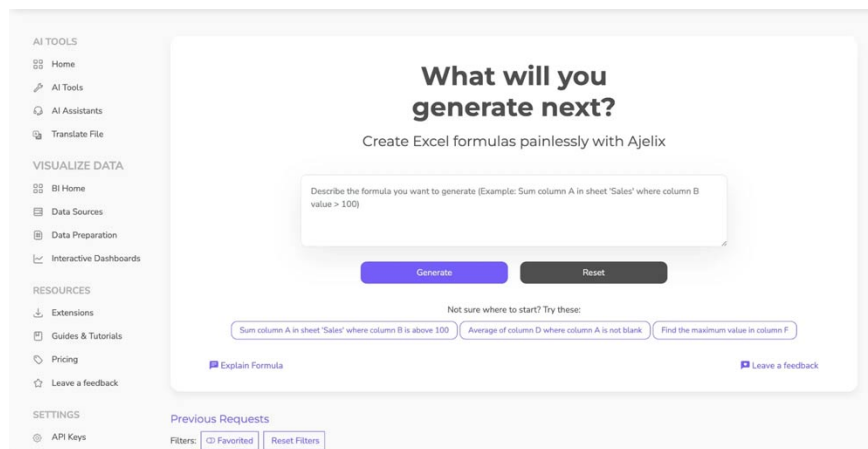 AI TOOLS
Home
AI Tools
AI Assistants
Translate File
VISUALIZE DATA
BI Home
Data Sources
Data Preparation
Interactive Dashboards
RESOURCES
Extensions
Guides & Tutorials
Pricing
Leave a feedback
SETTINGS
API Keys
What will you
generate next?
Create Excel formulas painlessly with Ajelix
Describe the formula you want to generate (Example: Sum column A in sheet 'Sales' where column B
value > 100)
Generate
Reset
Not sure where to start? Try these:
Sum column A in sheet 'Sales' where column B is above 100
Average of column D where column A is not blank
Find the maximum value in column F
Explain Formula
Leave a feedback
Previous Requests
Filters:
Favorited
Reset Filters